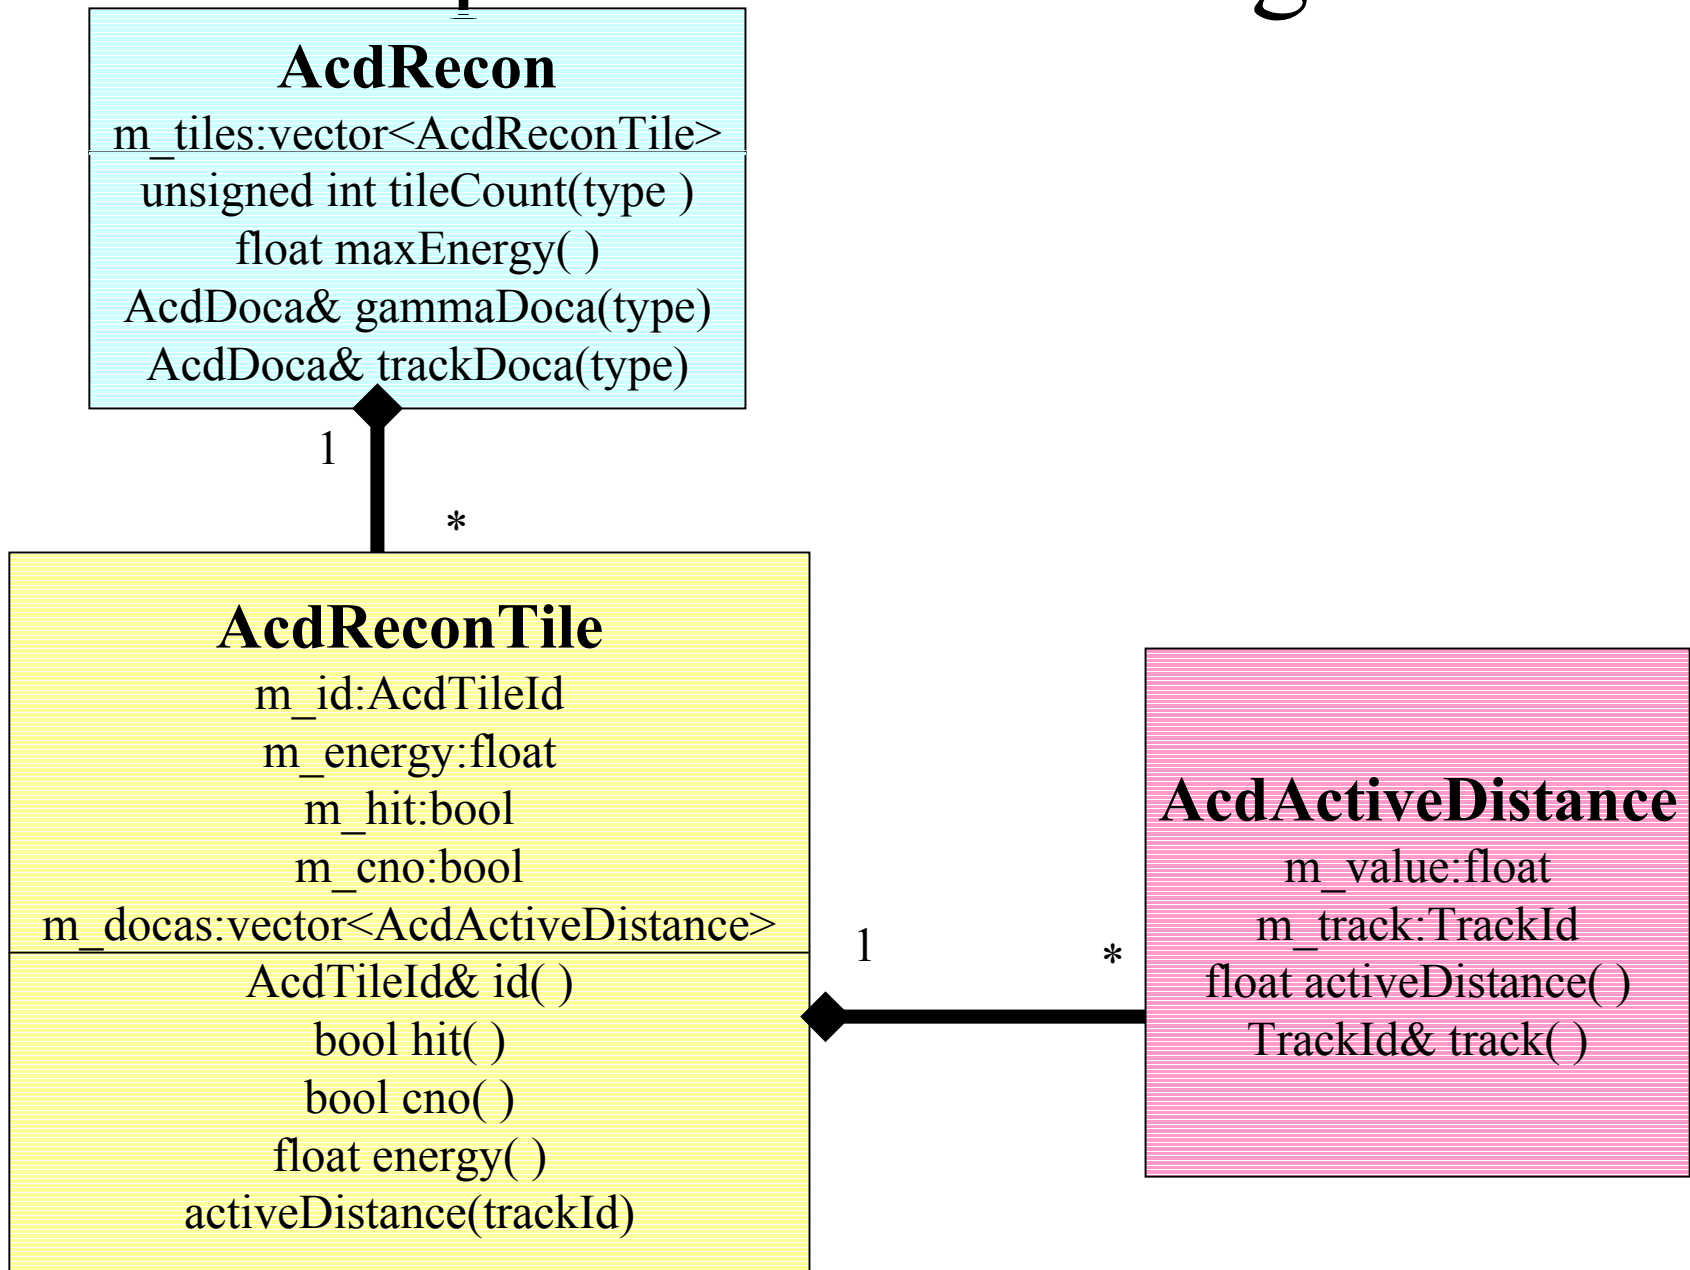 AcdRecon
m_tiles:vector<AcdReconTile>
unsigned int tileCount(type )
float maxEnergy( )
AcdDoca& gammaDoca(type)
AcdDoca& trackDoca(type)
1
*
AcdReconTile
m_id:AcdTileId
m_energy:float
m_hit:bool
m_cno:bool
m_docas:vector<AcdActiveDistance>
AcdTileId& id( )
bool hit( )
bool cno( )
float energy( )
activeDistance(trackId)
1
*
AcdActiveDistance
m_value:float
m_track:TrackId
float activeDistance( )
TrackId& track( )